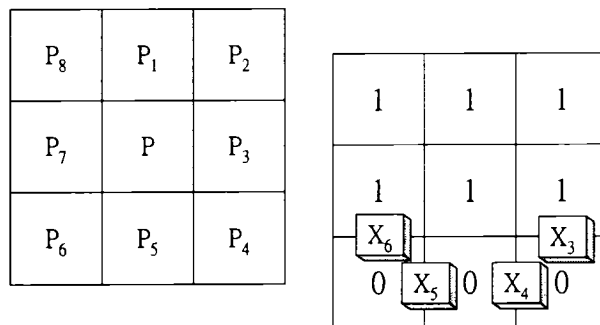 P₈ P₁ P₂
P₇ P P₃
P₆ P₅ P₄
1 1 1
1 1 1
X₆ X₃
0 X₅ 0 X₄ 0